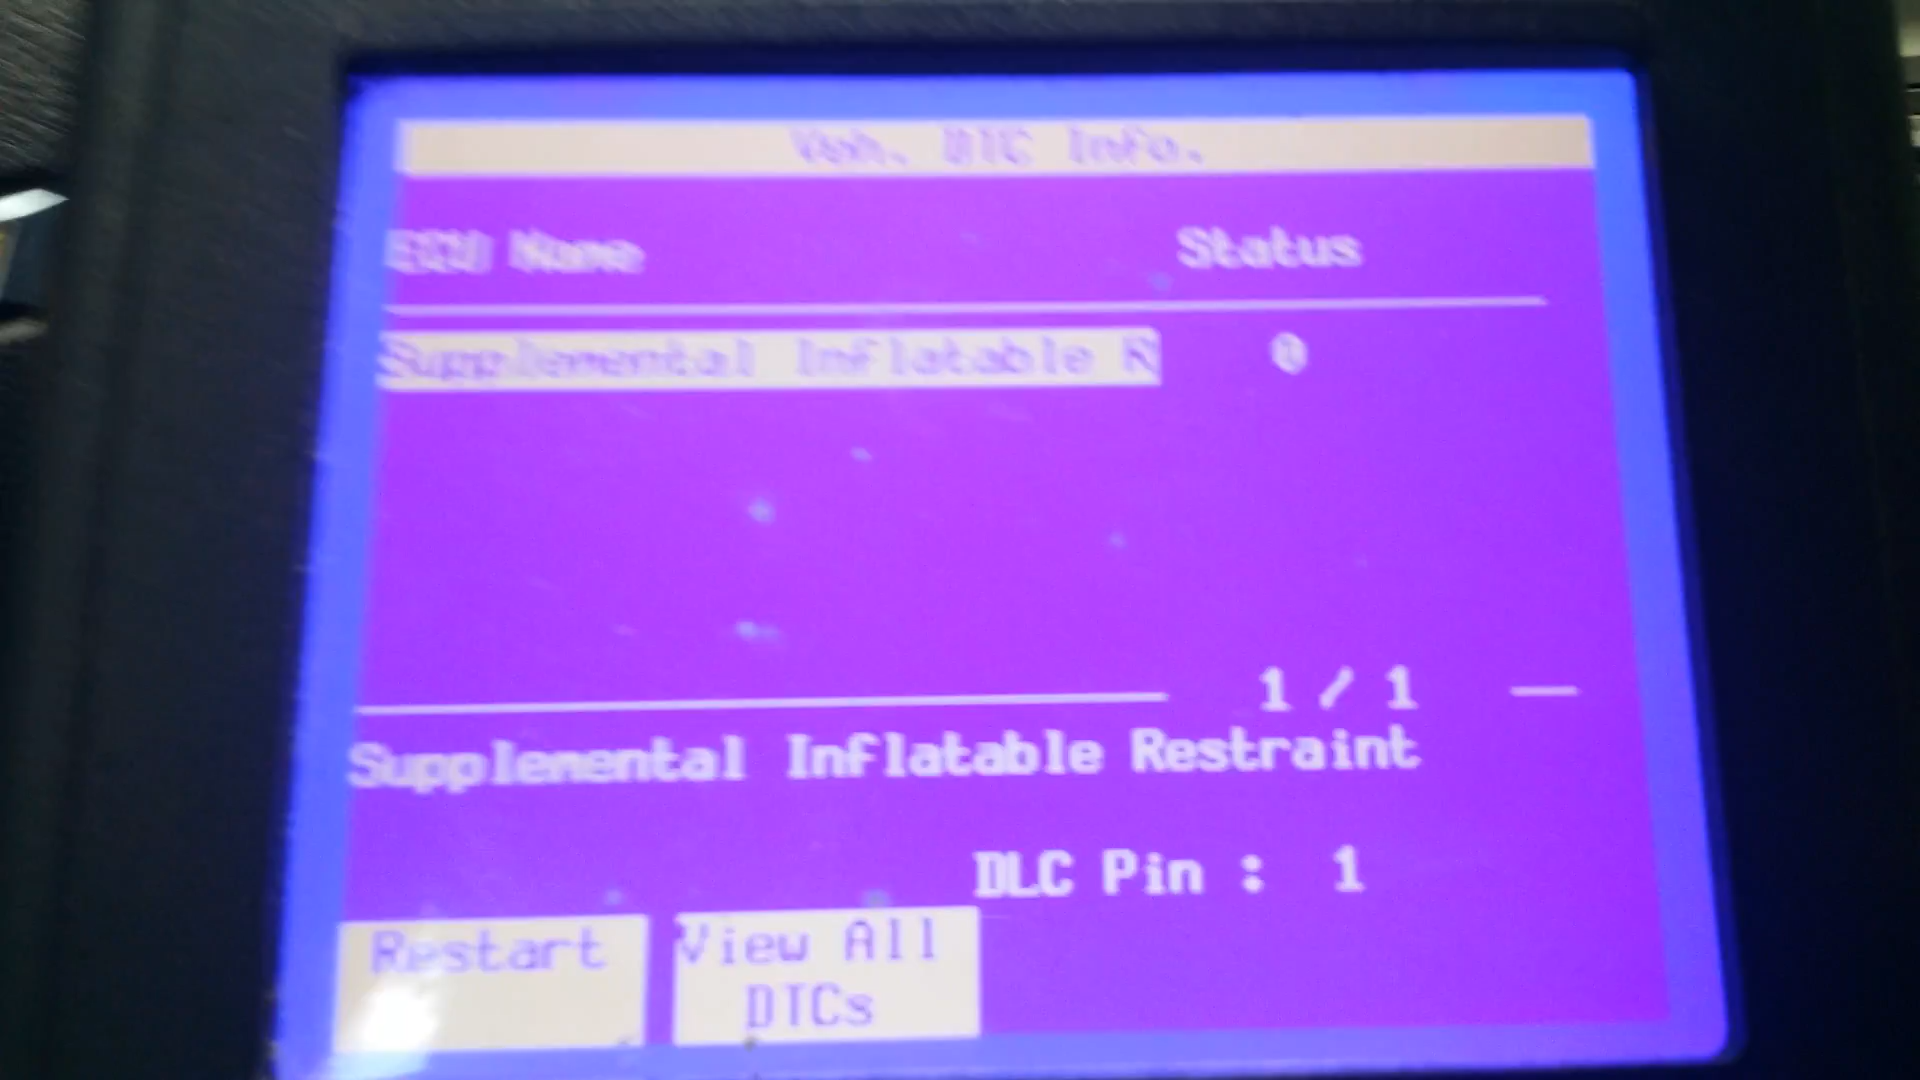 Veh. DTC Info.
ECU Name Status
Supplemental Inflatable R 0
1 / 1
Supplemental Inflatable Restraint
DLC Pin : 1
Restart
View All
DTCs